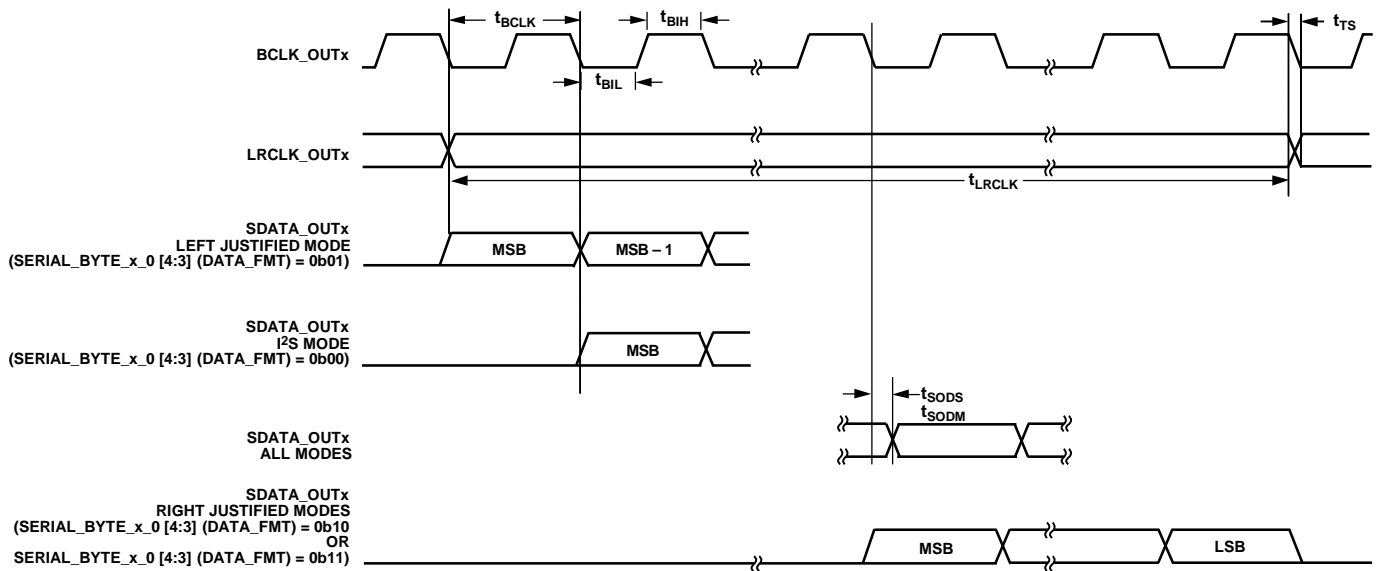 tBCLK
tBIH
tTS
BCLK_OUTx
tBIL
LRCLK_OUTx
tLRCLK
SDATA_OUTx
LEFT JUSTIFIED MODE
(SERIAL_BYTE_x_0 [4:3] (DATA_FMT) = 0b01)
MSB
MSB – 1
SDATA_OUTx
I2S MODE
(SERIAL_BYTE_x_0 [4:3] (DATA_FMT) = 0b00)
MSB
tSODS
tSODM
SDATA_OUTx
ALL MODES
SDATA_OUTx
RIGHT JUSTIFIED MODES
(SERIAL_BYTE_x_0 [4:3] (DATA_FMT) = 0b10
OR
SERIAL_BYTE_x_0 [4:3] (DATA_FMT) = 0b11)
MSB
LSB